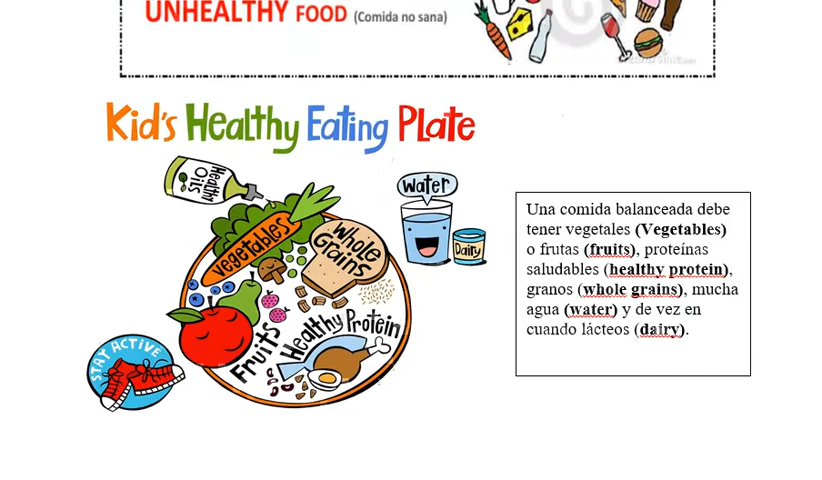 UNHEALTHY FOOD (Comida no sana)
Kid's Healthy Eating Plate
Healthy
Oils
Water
Dairy
Vegetables
Whole
Grains
Fruits
Healthy Protein
STAY ACTIVE
Una comida balanceada debe
tener vegetales (Vegetables)
o frutas (fruits), proteínas
saludables (healthy protein),
granos (whole grains), mucha
agua (water) y de vez en
cuando lácteos (dairy).